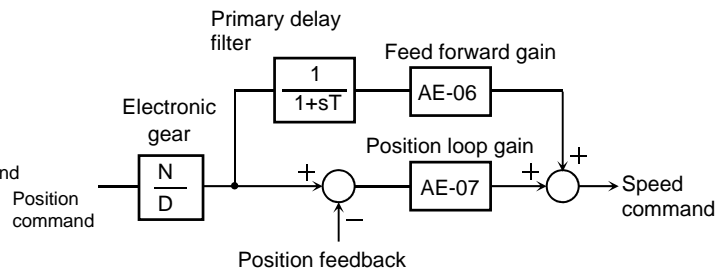 Primary delay
filter
Feed forward gain
1
1+sT
AE-06
Electronic
gear
Position loop gain
+
nd
Position
command
N
D
+
−
AE-07
+
Speed
command
Position feedback